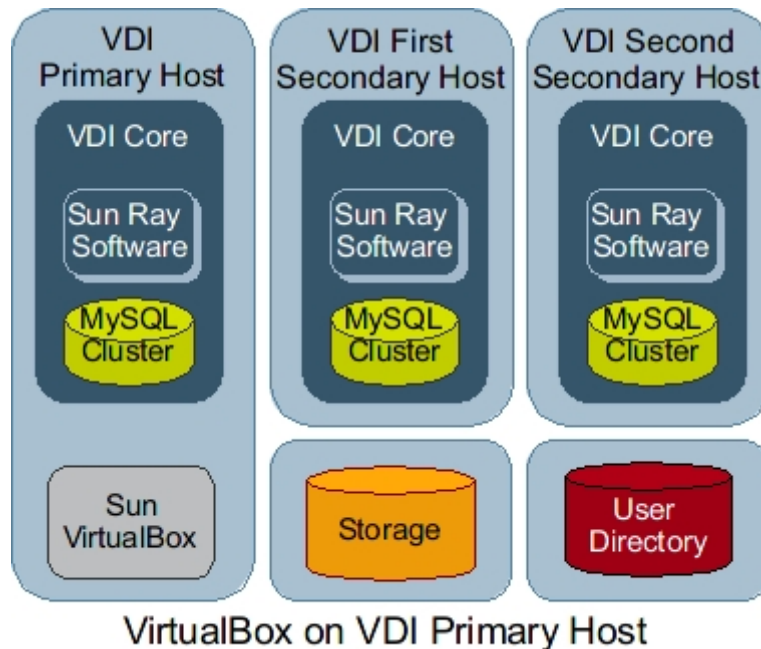 VDI
Primary Host
VDI Core
Sun Ray
Software
MySQL
Cluster
Sun
VirtualBox
VDI First
Secondary Host
VDI Core
Sun Ray
Software
MySQL
Cluster
Storage
VDI Second
Secondary Host
VDI Core
Sun Ray
Software
MySQL
Cluster
User
Directory
VirtualBox on VDI Primary Host